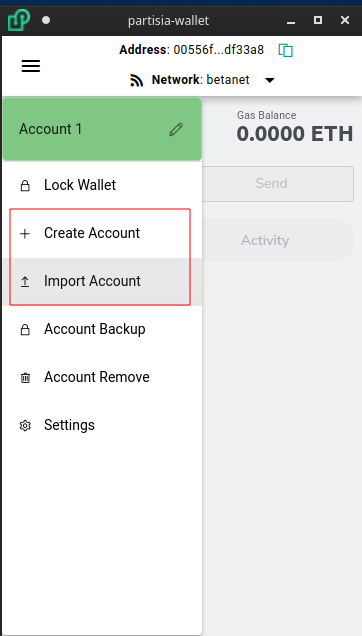 partisia-wallet
Address: 00556f...df33a8
Network: betanet
Account 1
Gas Balance
0.0000 ETH
Lock Wallet
Send
Create Account
Activity
Import Account
Account Backup
Account Remove
Settings